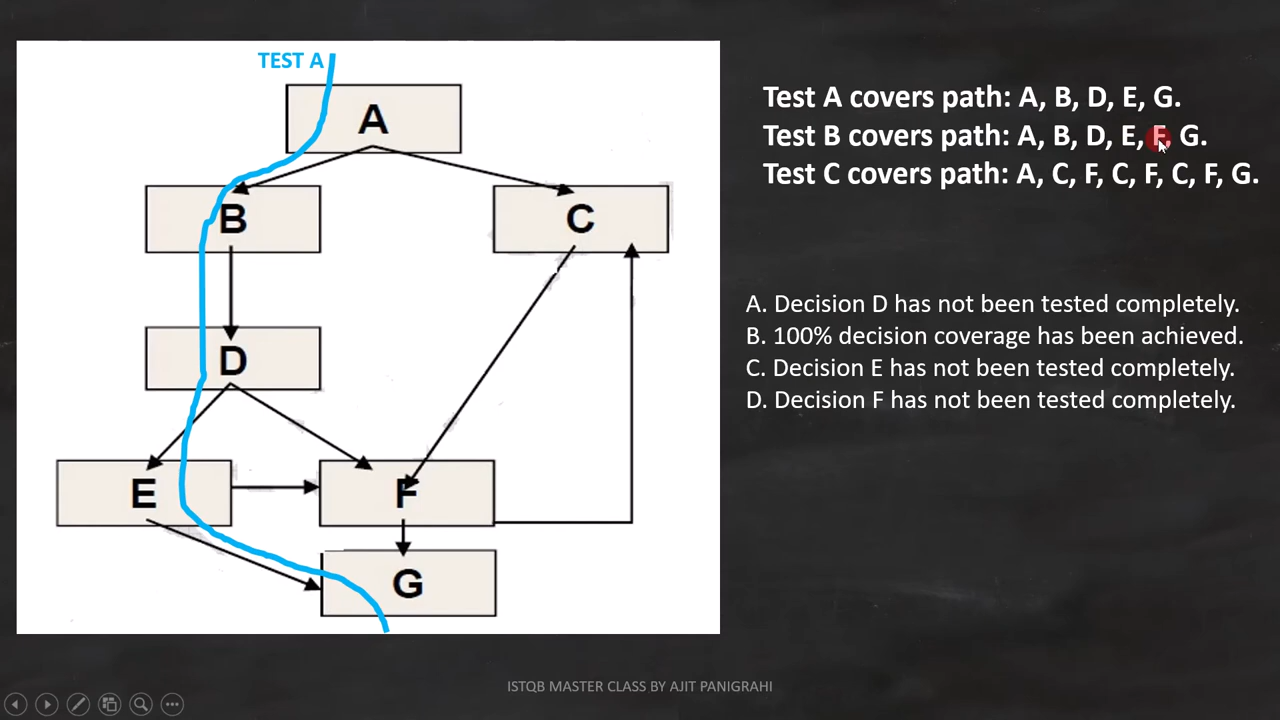 TEST A
A
B
C
D
E
F
G
Test A covers path: A, B, D, E, G.
Test B covers path: A, B, D, E, F, G.
Test C covers path: A, C, F, C, F, C, F, G.
A. Decision D has not been tested completely.
B. 100% decision coverage has been achieved.
C. Decision E has not been tested completely.
D. Decision F has not been tested completely.
ISTQB MASTER CLASS BY AJIT PANIGRAHI